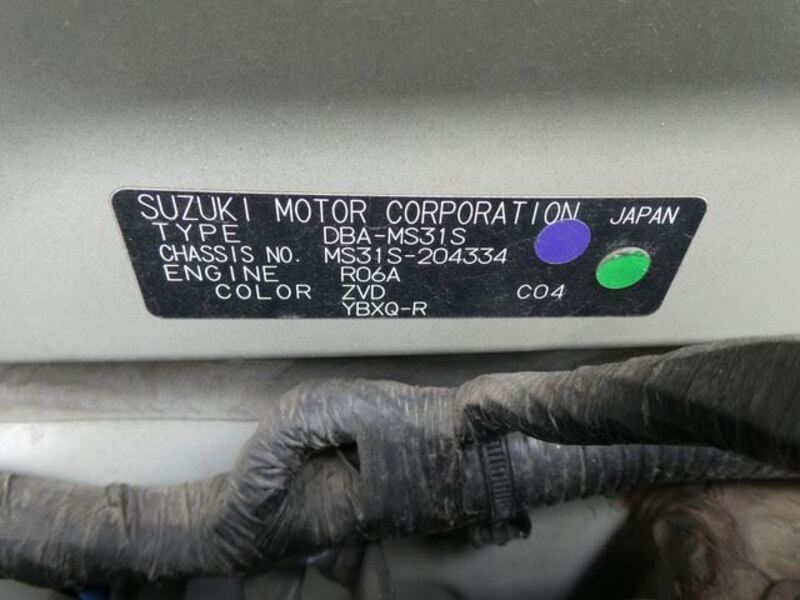 SUZUKI MOTOR CORPORATION JAPAN
TYPE DBA-MS31S
CHASSIS NO. MS31S-204334
ENGINE R06A
COLOR ZVD C04
YBXQ-R